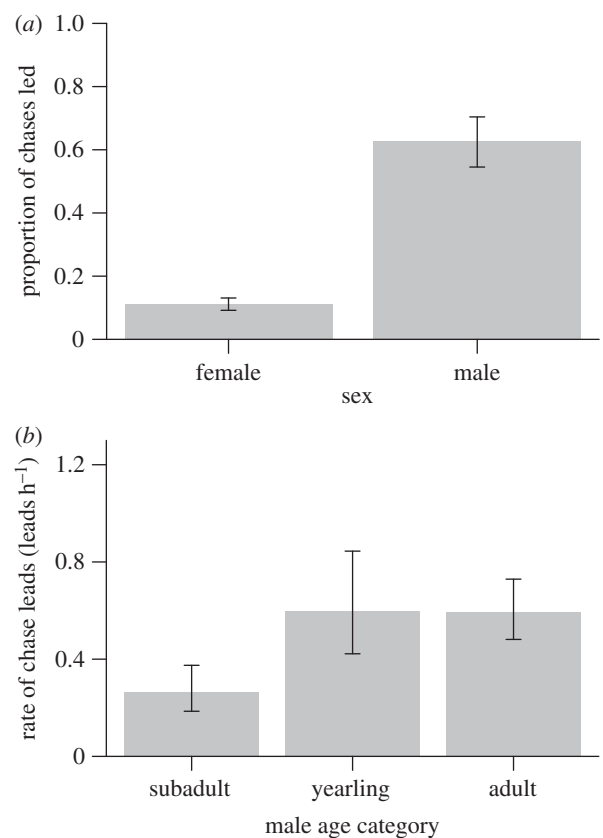 (a)
proportion of chases led
1.0
0.8
0.6
0.4
0.2
0
female
male
sex
(b)
rate of chase leads (leads h⁻¹)
1.2
0.8
0.4
0
subadult
yearling
adult
male age category